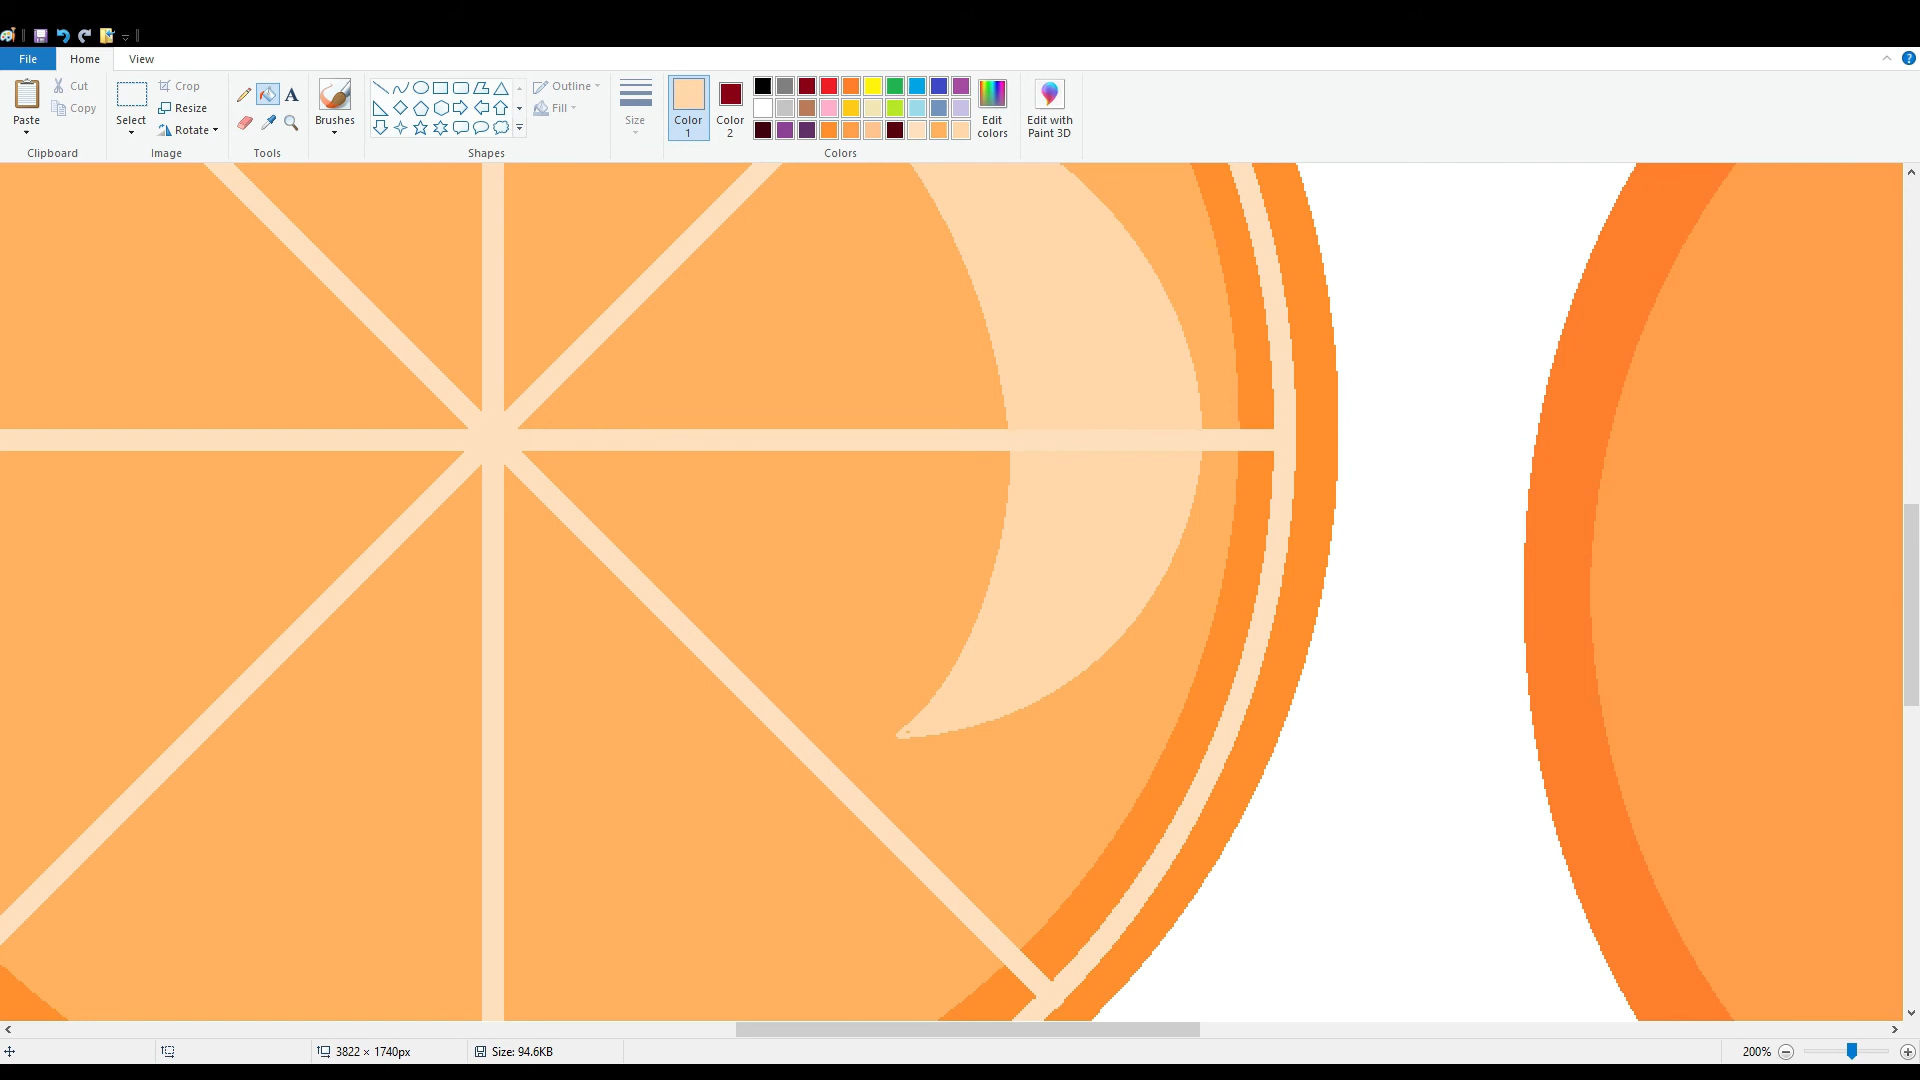 File Home View
Paste Cut Copy
Select Crop Resize Rotate
A
Brushes
Outline Fill
Size
Color 1
Color 2
Edit colors
Edit with Paint 3D
Clipboard Image Tools Shapes Colors
3822 × 1740px Size: 94.6KB 200%